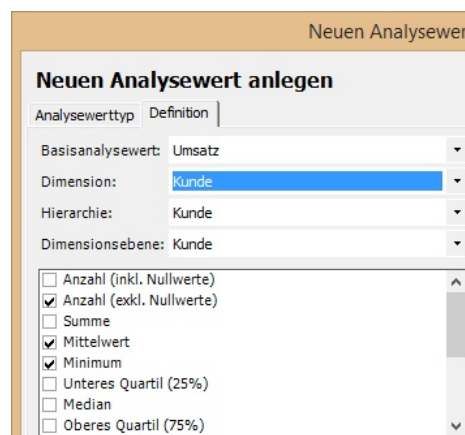 Neuen Analysewer
Neuen Analysewert anlegen
Analysewerttyp Definition
Basisanalysewert: Umsatz
Dimension: Kunde
Hierarchie: Kunde
Dimensionsebene: Kunde
Anzahl (inkl. Nullwerte)
Anzahl (exkl. Nullwerte)
Summe
Mittelwert
Minimum
Unteres Quartil (25%)
Median
Oberes Quartil (75%)